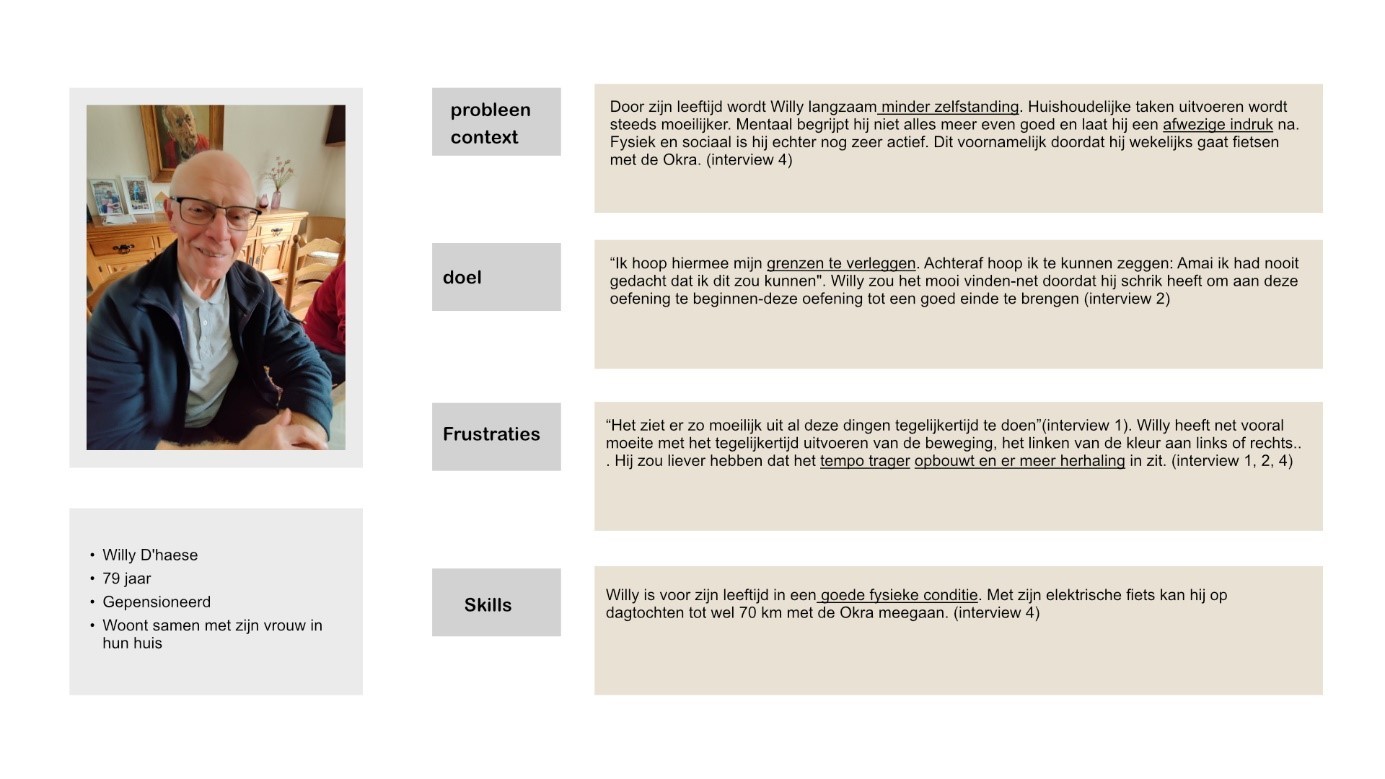 probleen
context
Door zijn leeftijd wordt Willy langzaam minder zelfstanding. Huishoudelijke taken uitvoeren wordt
steeds moeilijker. Mentaal begrijpt hij niet alles meer even goed en laat hij een afwezige indruk na.
Fysiek en sociaal is hij echter nog zeer actief. Dit voornamelijk doordat hij wekelijks gaat fietsen
met de Okra. (interview 4)
doel
“Ik hoop hiermee mijn grenzen te verleggen. Achteraf hoop ik te kunnen zeggen: Amai ik had nooit
gedacht dat ik dit zou kunnen". Willy zou het mooi vinden-net doordat hij schrik heeft om aan deze
oefening te beginnen-deze oefening tot een goed einde te brengen (interview 2)
Frustraties
“Het ziet er zo moeilijk uit al deze dingen tegelijkertijd te doen”(interview 1). Willy heeft net vooral
moeite met het tegelijkertijd uitvoeren van de beweging, het linken van de kleur aan links of rechts..
. Hij zou liever hebben dat het tempo trager opbouwt en er meer herhaling in zit. (interview 1, 2, 4)
Skills
Willy is voor zijn leeftijd in een goede fysieke conditie. Met zijn elektrische fiets kan hij op
dagtochten tot wel 70 km met de Okra meegaan. (interview 4)
• Willy D'haese
• 79 jaar
• Gepensioneerd
• Woont samen met zijn vrouw in
hun huis